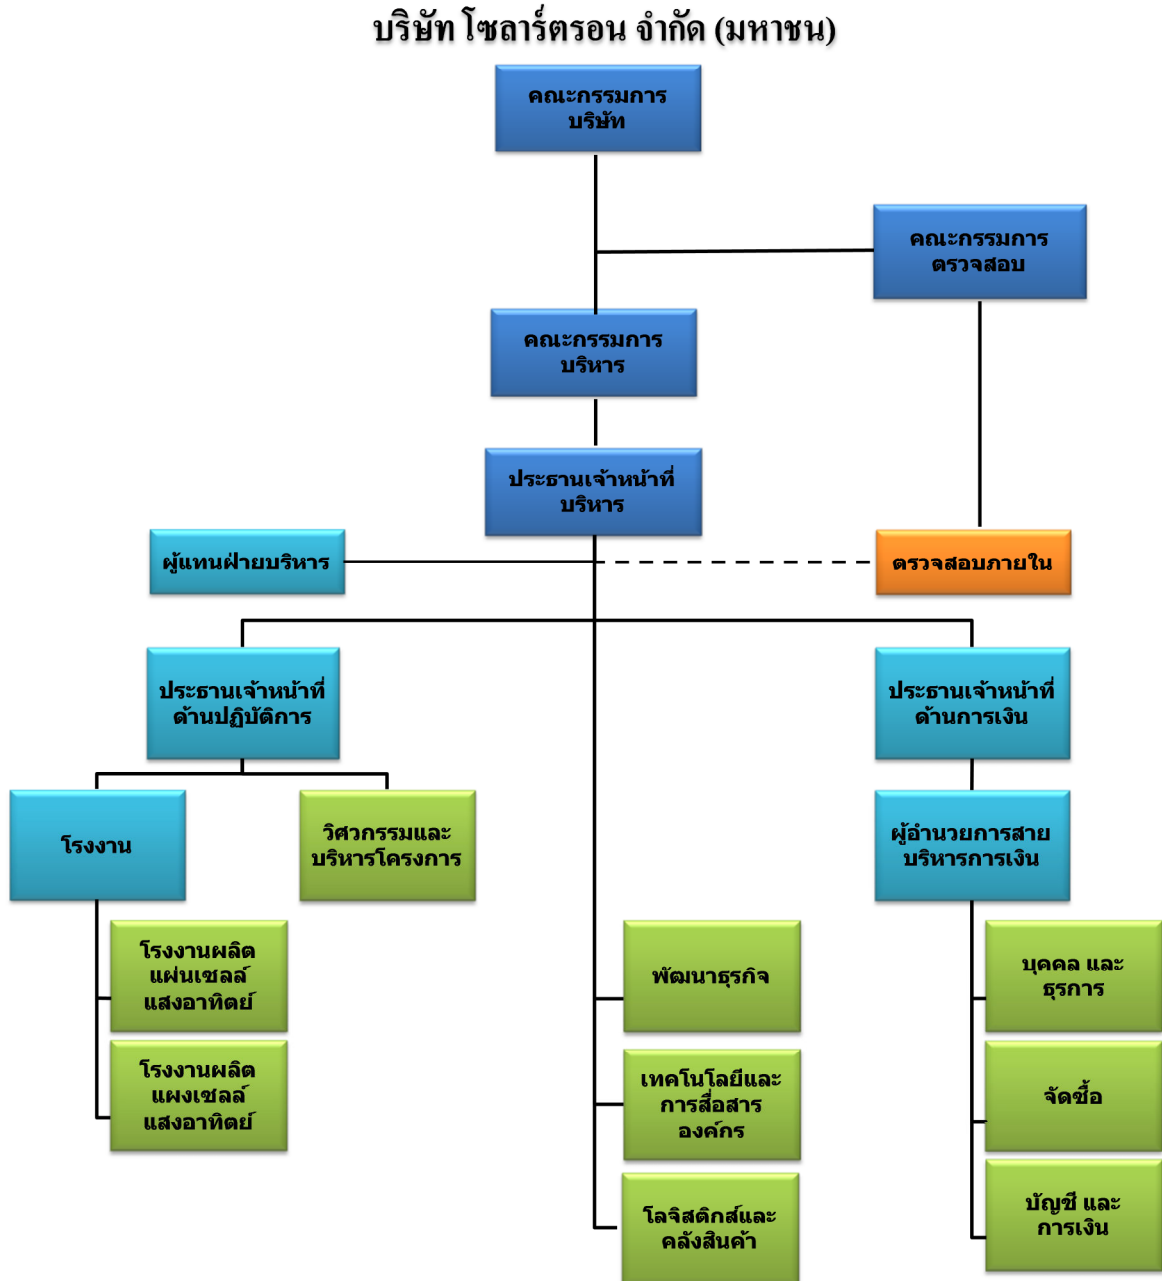 บริษัท โซลาร์ตรอน จำกัด (มหาชน)
คณะกรรมการ
บริษัท
คณะกรรมการ
ตรวจสอบ
คณะกรรมการ
บริหาร
ประธานเจ้าหน้าที่
บริหาร
ผู้แทนฝ่ายบริหาร
ตรวจสอบภายใน
ประธานเจ้าหน้าที่
ด้านปฏิบัติการ
ประธานเจ้าหน้าที่
ด้านการเงิน
โรงงาน
วิศวกรรมและ
บริหารโครงการ
ผู้อำนวยการสาย
บริหารการเงิน
โรงงานผลิต
แผ่นเซลล์
แสงอาทิตย์
พัฒนาธุรกิจ
บุคคล และ
ธุรการ
โรงงานผลิต
แผงเซลล์
แสงอาทิตย์
เทคโนโลยีและ
การสื่อสาร
องค์กร
จัดซื้อ
โลจิสติกส์และ
คลังสินค้า
บัญชี และ
การเงิน